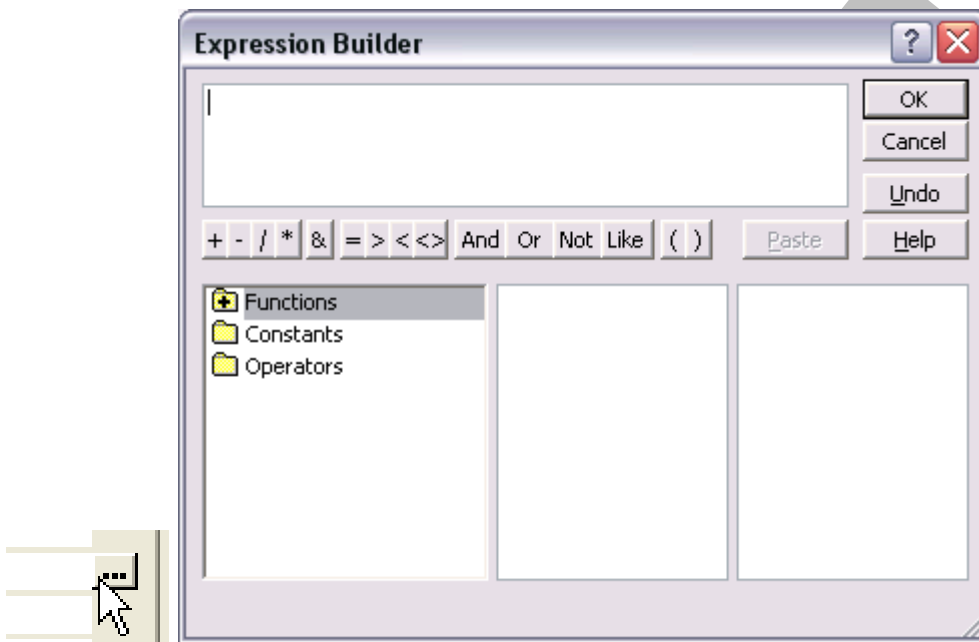 Expression Builder
OK
Cancel
Undo
+ - / * & = > < <> And Or Not Like ( ) Paste Help
Functions
Constants
Operators
...